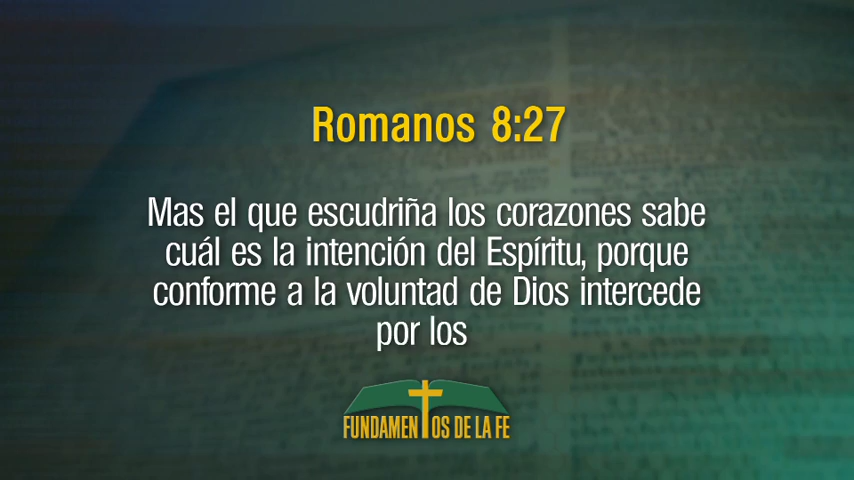 Romanos 8:27
Mas el que escudriña los corazones sabe
cuál es la intención del Espíritu, porque
conforme a la voluntad de Dios intercede
por los
FUNDAMENTOS DE LA FE